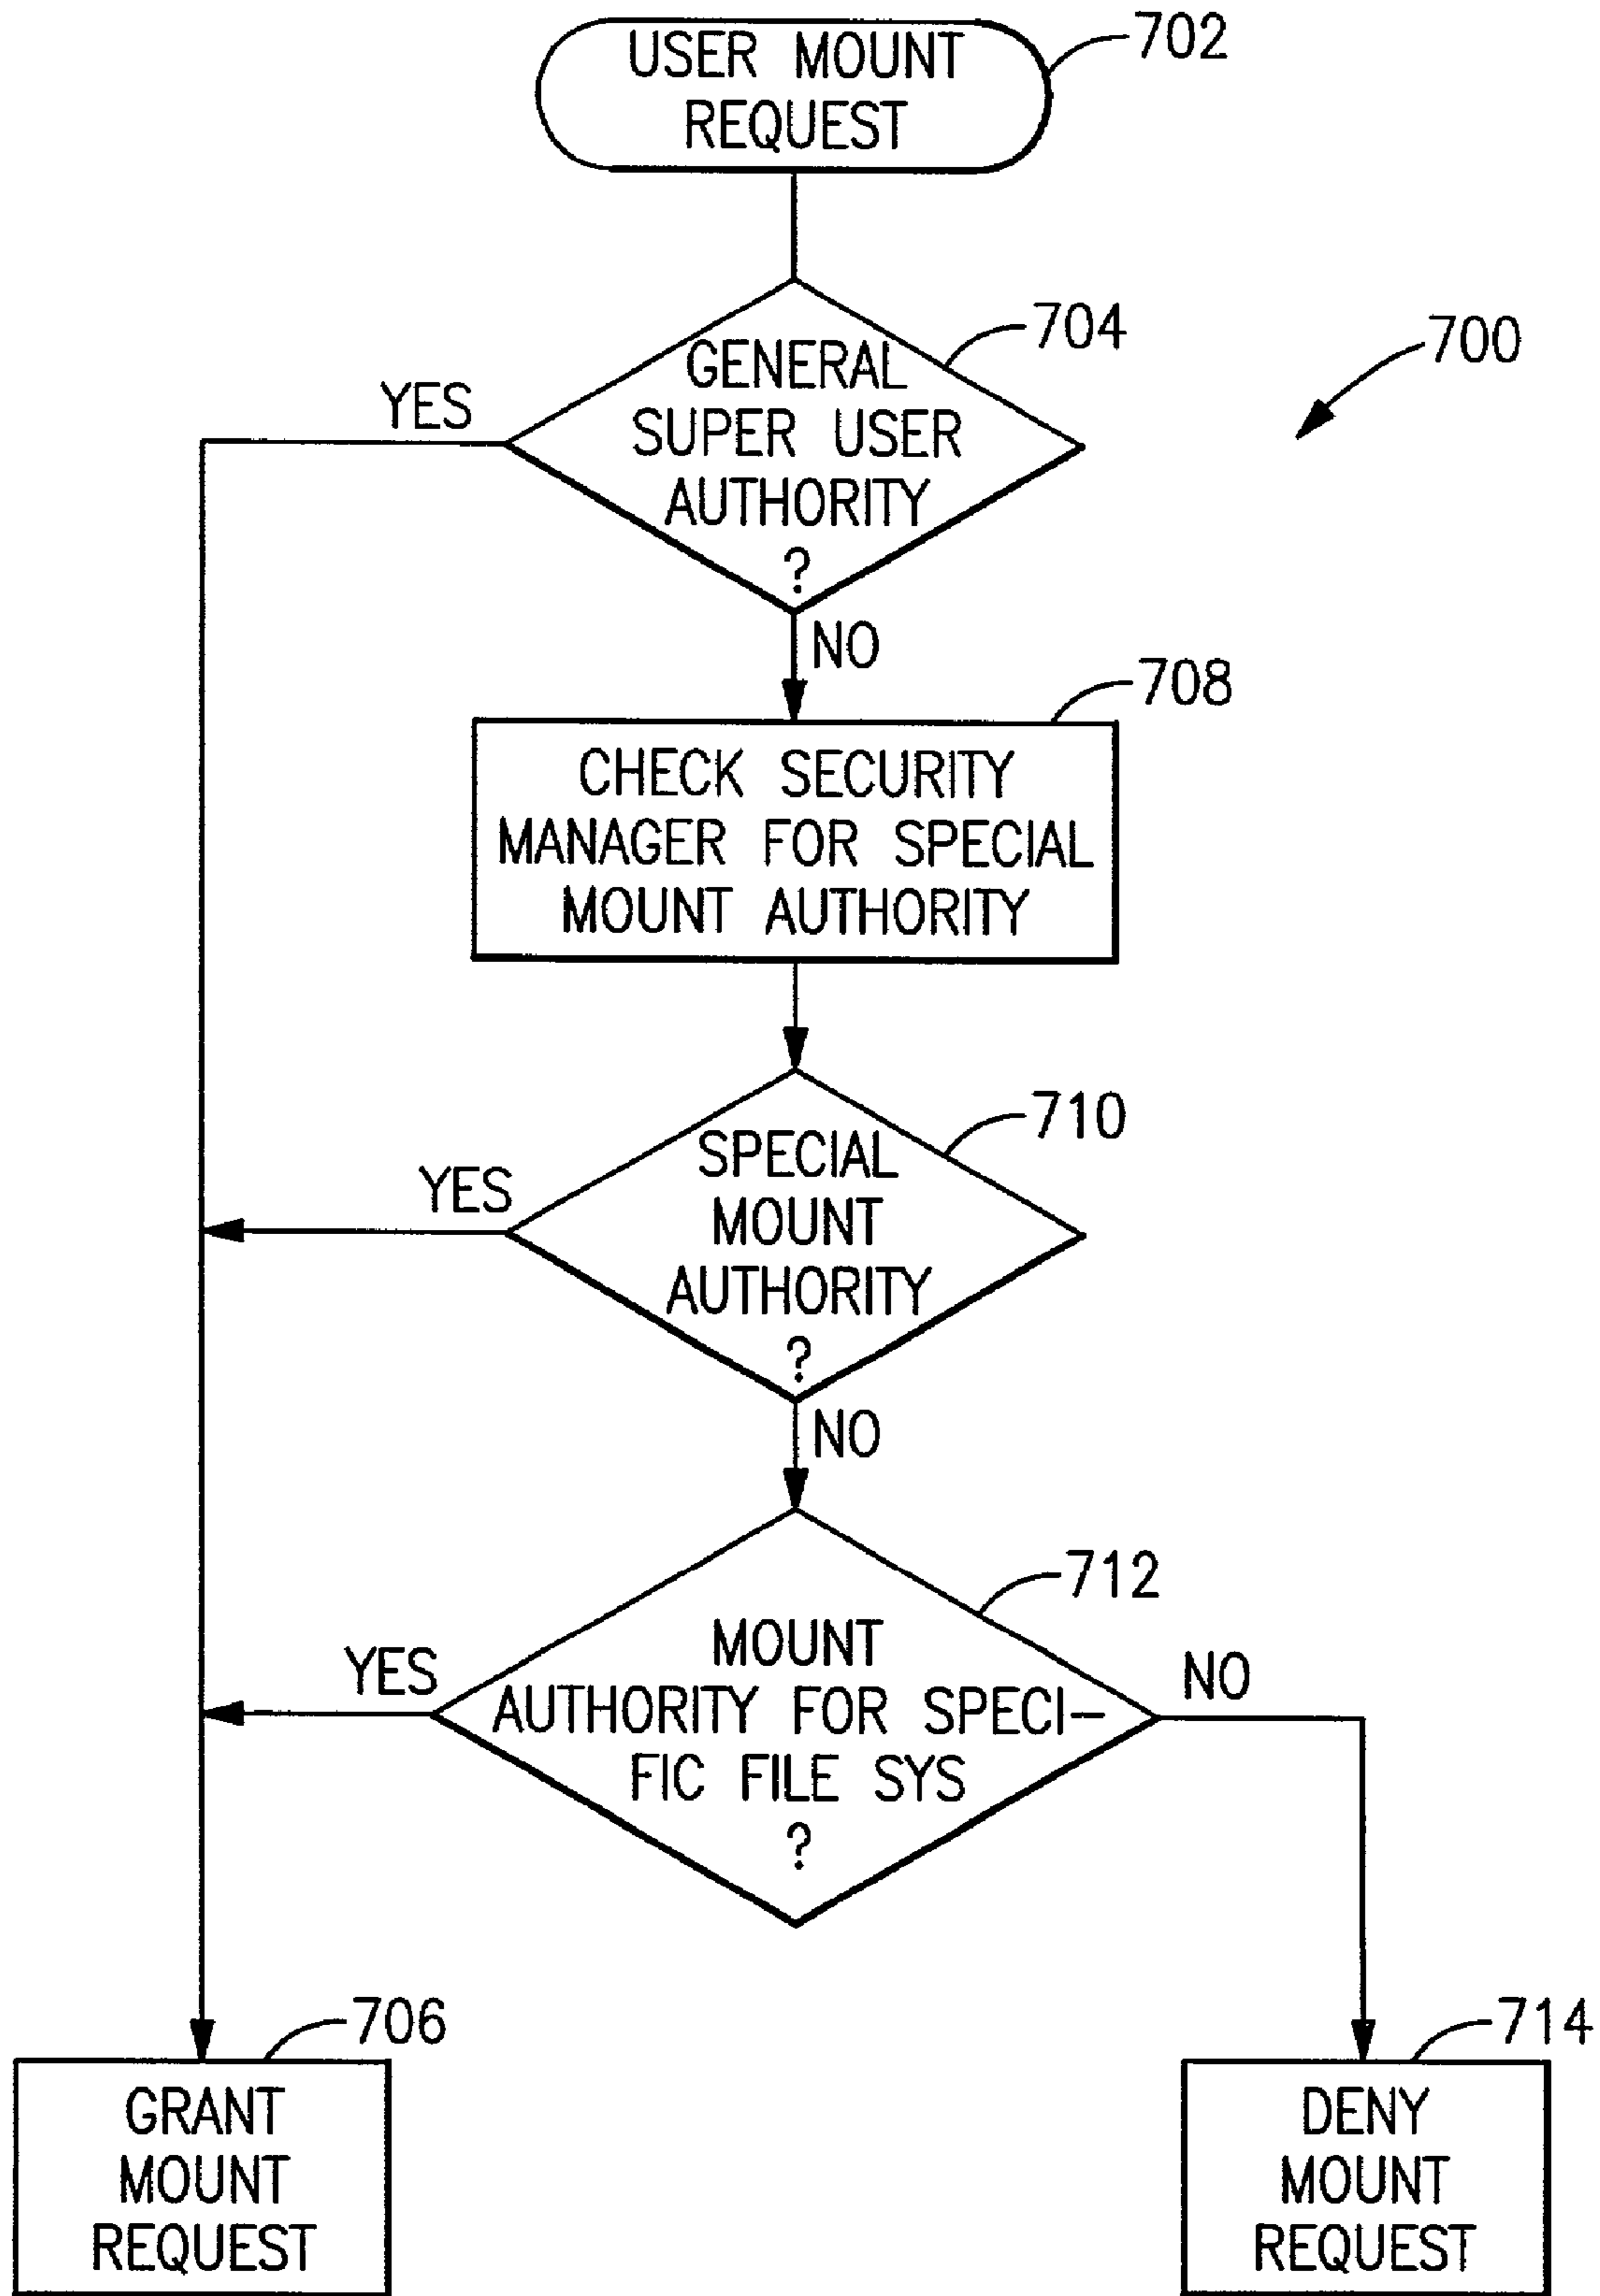 USER MOUNT
REQUEST
702
704
700
GENERAL
SUPER USER
AUTHORITY
?
YES
NO
708
CHECK SECURITY
MANAGER FOR SPECIAL
MOUNT AUTHORITY
710
SPECIAL
MOUNT
AUTHORITY
?
YES
NO
712
MOUNT
AUTHORITY FOR SPECI-
FIC FILE SYS
?
YES
NO
706
GRANT
MOUNT
REQUEST
714
DENY
MOUNT
REQUEST